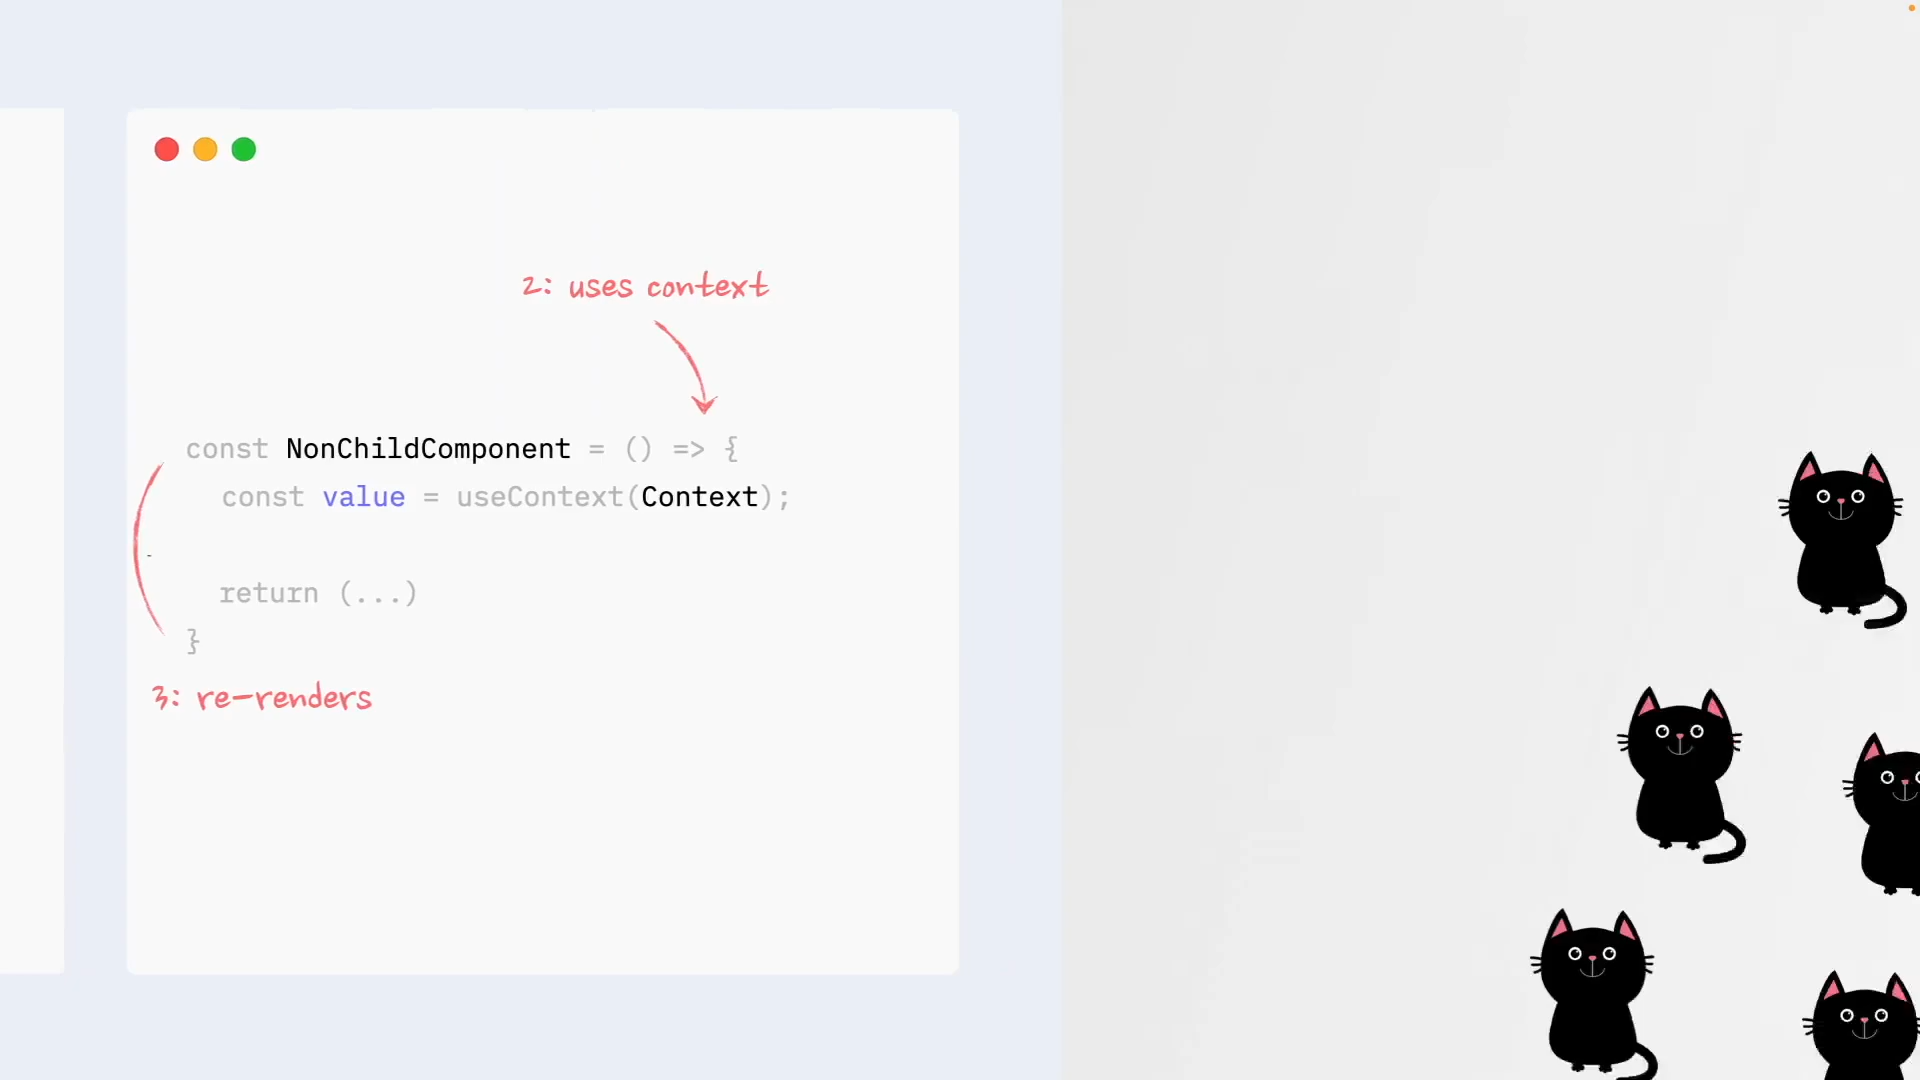 2: uses context
const NonChildComponent = () => {
const value = useContext(Context);
return (...)
}
3: re-renders